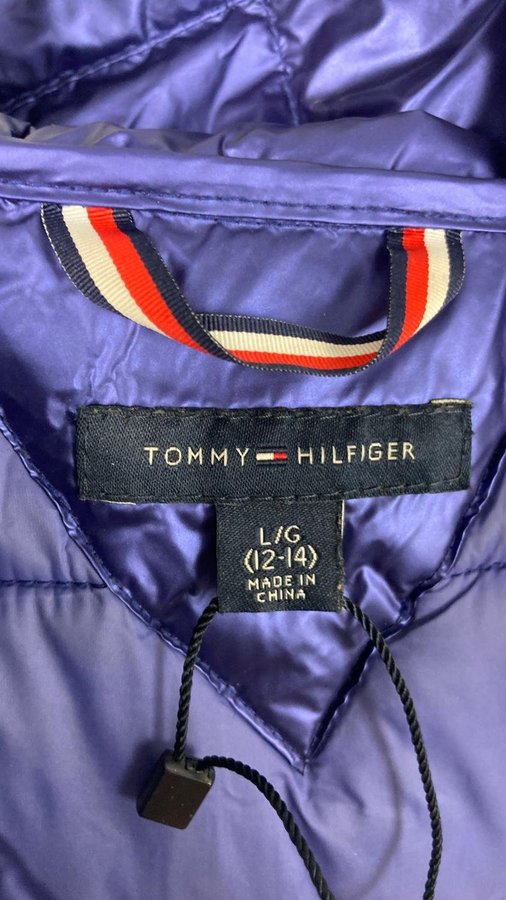 TOMMY HILFIGER
L/G
(12-14)
MADE IN
CHINA